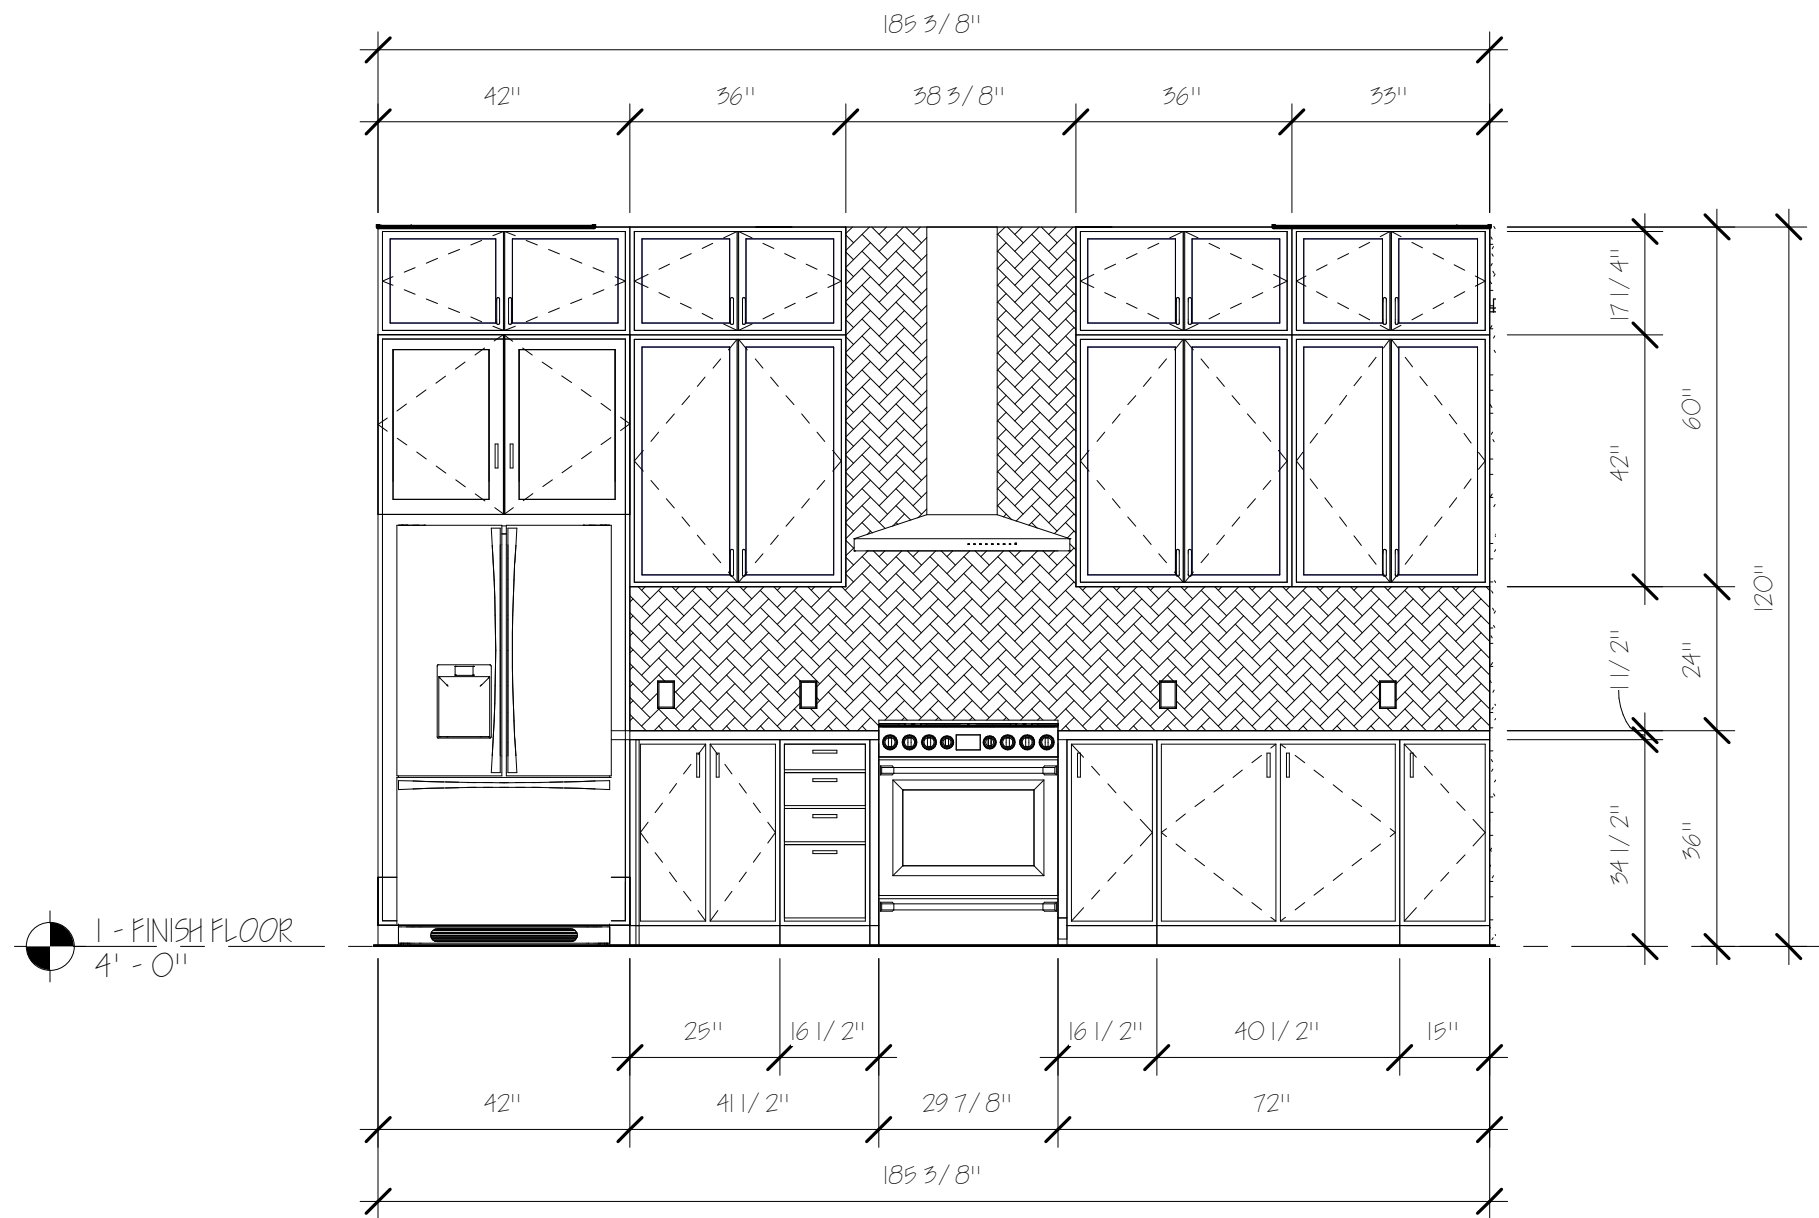 185 3/8"
42" 36" 38 3/8" 36" 33"
17 1/4"
60"
42"
120"
1 1/2"
24"
34 1/2"
36"
1 - FINISH FLOOR
4' - 0"
25" 16 1/2" 16 1/2" 40 1/2" 15"
42" 41 1/2" 29 7/8" 72"
185 3/8"